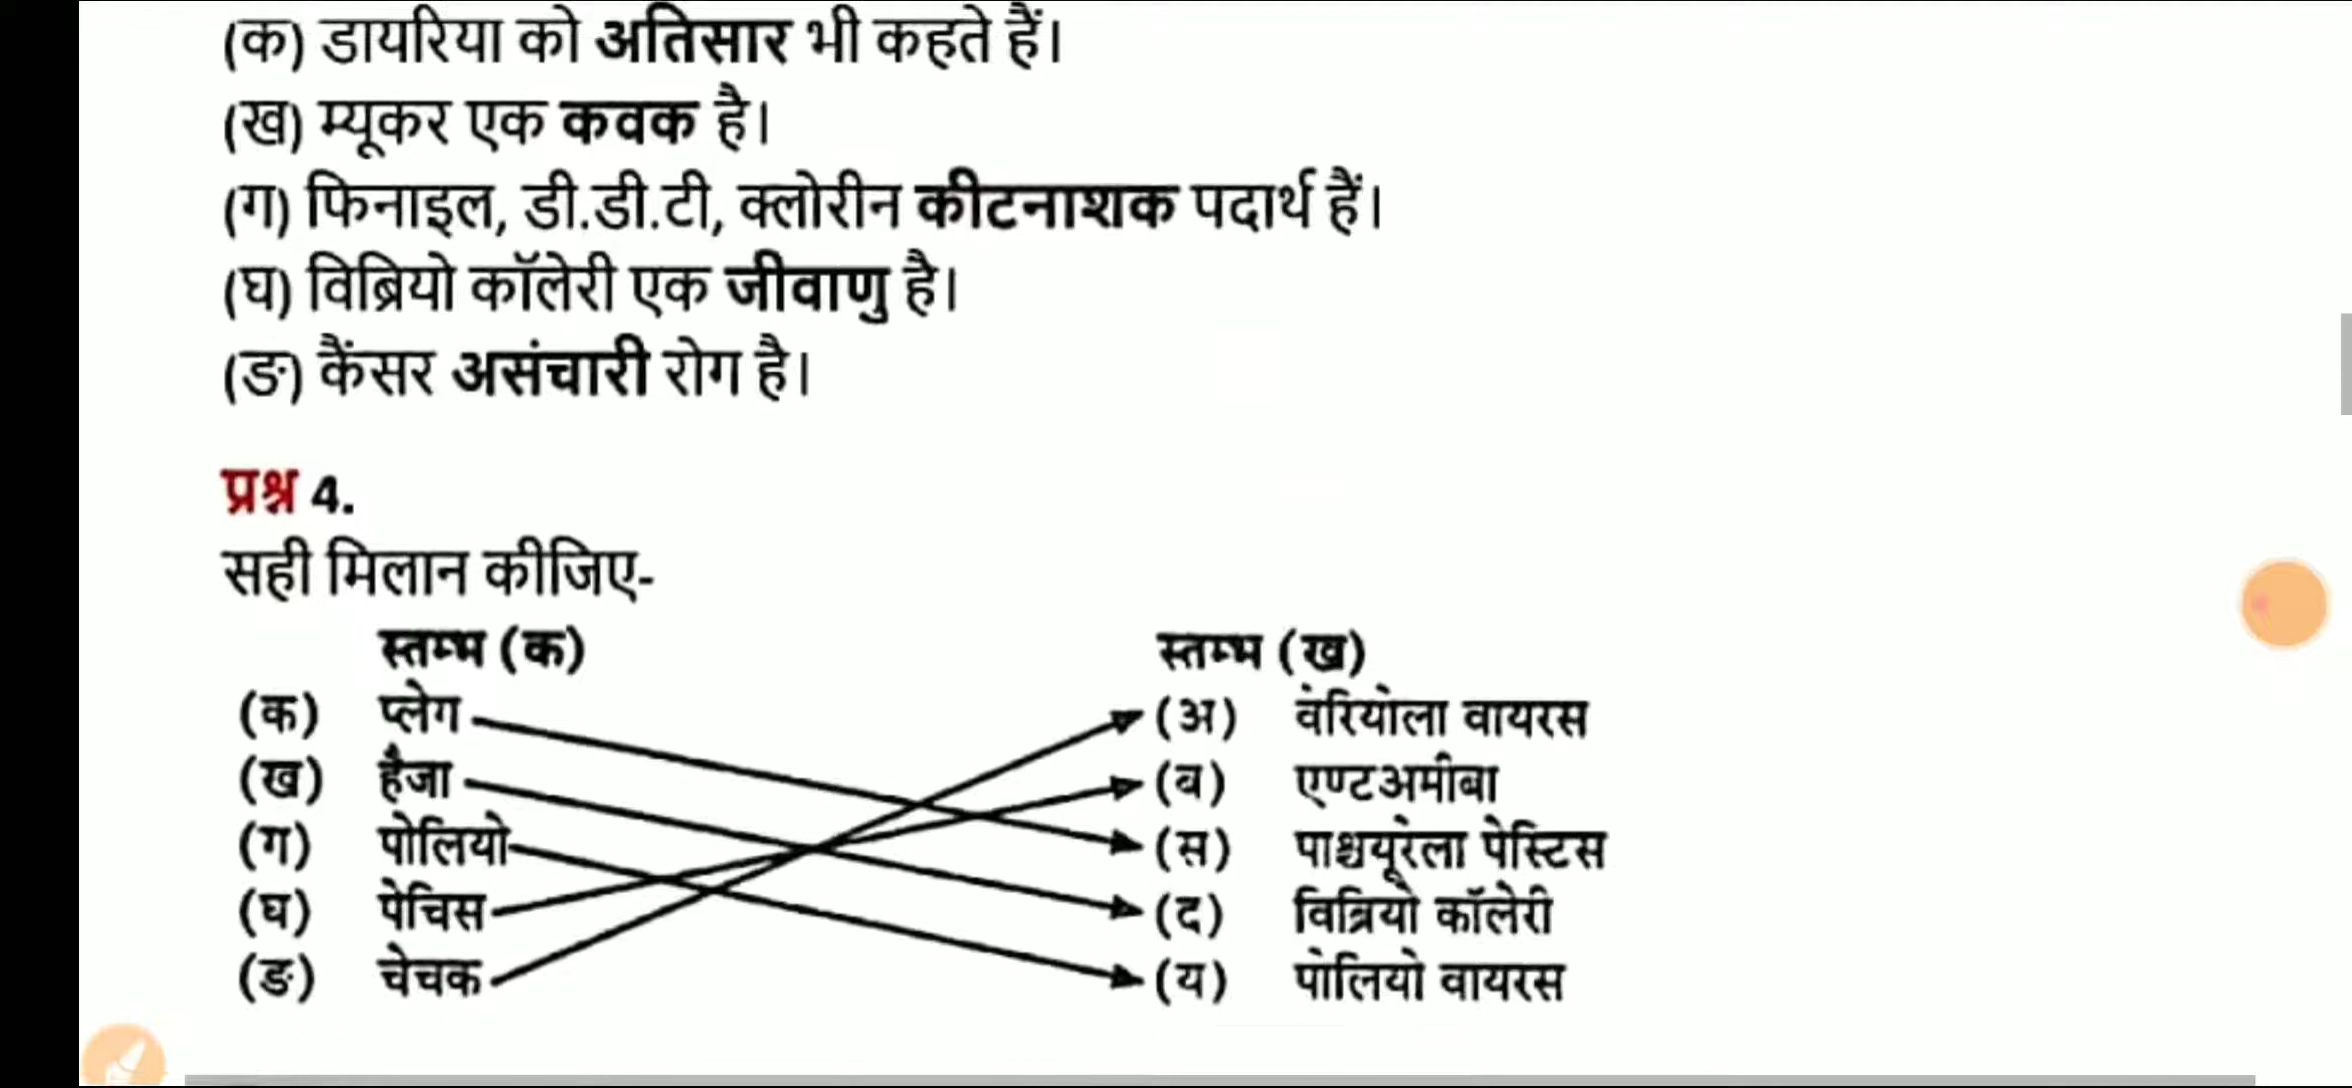 (क) डायरिया को अतिसार भी कहते हैं।
(ख) म्यूकर एक कवक है।
(ग) फिनाइल, डी.डी.टी, क्लोरीन कीटनाशक पदार्थ हैं।
(घ) विब्रियो कॉलेरी एक जीवाणु है।
(ङ) कैंसर असंचारी रोग है।
प्रश्न 4.
सही मिलान कीजिए-
स्तम्भ (क) स्तम्भ (ख)
(क) प्लेग (अ) वेरियोला वायरस
(ख) हैजा (ब) एण्टअमीबा
(ग) पोलियो (स) पाश्चयूरेला पेस्टिस
(घ) पेचिस (द) विब्रियो कॉलेरी
(ङ) चेचक (य) पोलियो वायरस